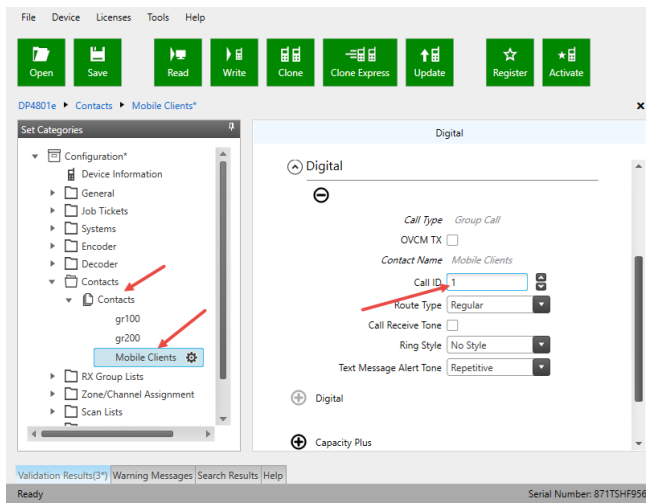 File Device Licenses Tools Help
Open Save Read Write Clone Clone Express Update Register Activate
DP4801e Contacts Mobile Clients*
Set Categories
Digital
Configuration*
Device Information
General
Job Tickets
Systems
Encoder
Decoder
Contacts
Contacts
gr100
gr200
Mobile Clients
RX Group Lists
Zone/Channel Assignment
Scan Lists
Digital
Call Type Group Call
OVCM TX
Contact Name Mobile Clients
Call ID 1
Route Type Regular
Call Receive Tone
Ring Style No Style
Text Message Alert Tone Repetitive
Digital
Capacity Plus
Validation Results(3*) Warning Messages Search Results Help
Ready
Serial Number: 871TSHF956